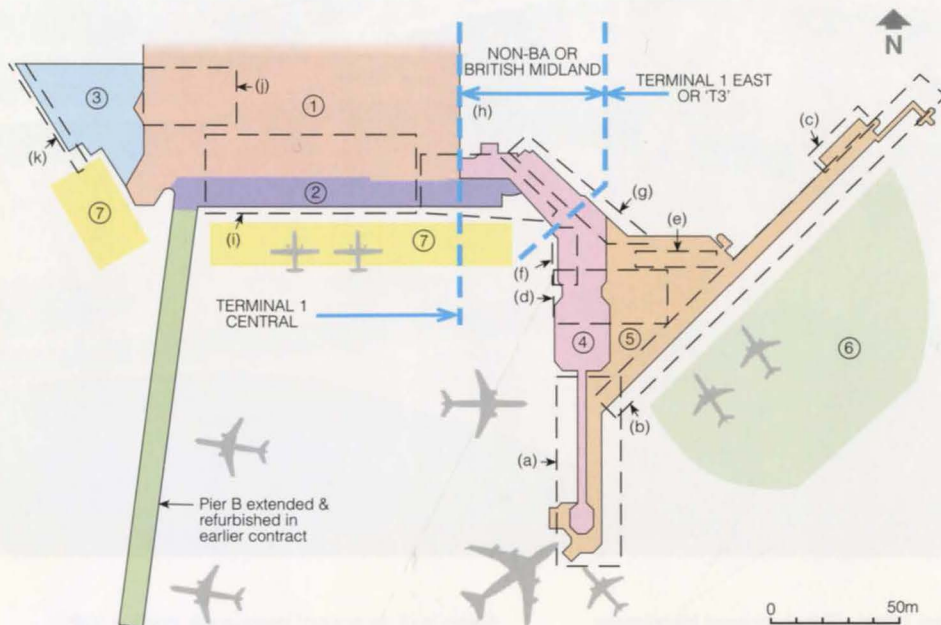 N
NON-BA OR
BRITISH MIDLAND
TERMINAL 1 EAST
OR 'T3'
(h)
(j)
(c)
3
1
(k)
(g)
2
(e)
7
(i)
7
(f)
(d)
TERMINAL 1
CENTRAL
4
5
6
(b)
(a)
Pier B extended &
refurbished in
earlier contract
0
50m